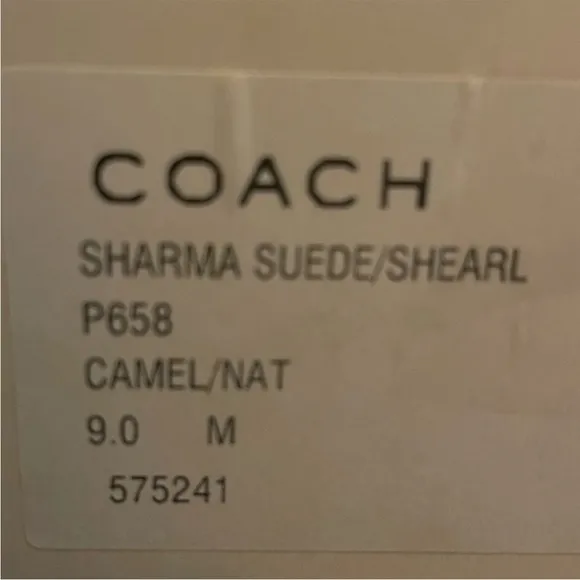 COACH
SHARMA SUEDE/SHEARL
P658
CAMEL/NAT
9.0 M
575241